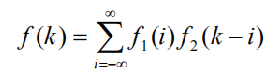 f(k) = ∑_{i=-∞}^{∞} f₁(i) f₂(k − i)